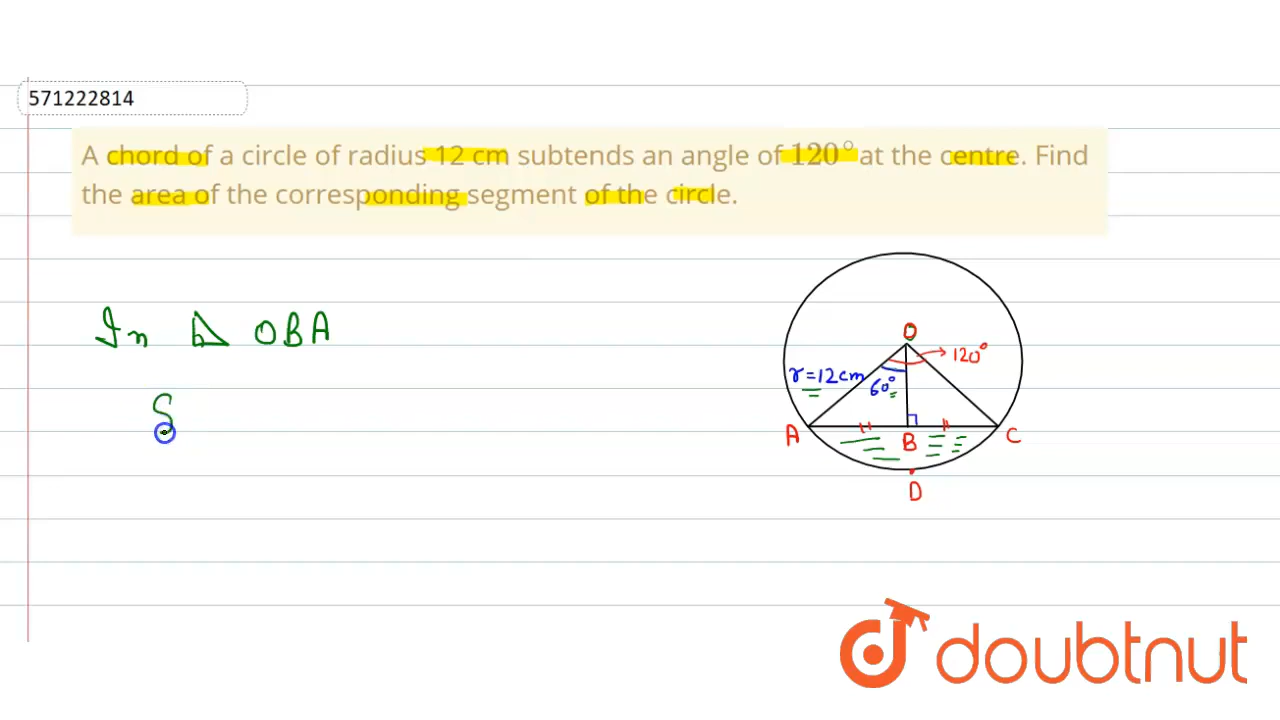 571222814
A chord of a circle of radius 12 cm subtends an angle of 120° at the centre. Find
the area of the corresponding segment of the circle.
In ⊿ OBA
S
O
120°
r=12cm
60°
A
B
C
D
doubtnut